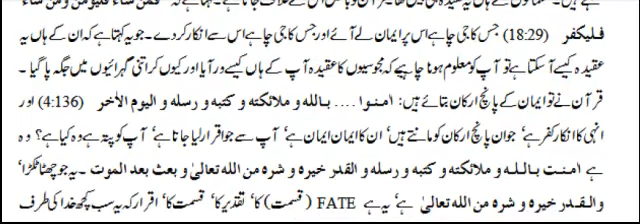 فلیکفر (18:29) جس کا جی چاہے اس پر ایمان لے آئے اور جس کا جی چاہے اس سے انکار کر دے۔ جو یہ کہتا ہے کہ ان کے ہاں یہ
عقیدہ کیسے آ سکتا ہے تو آپ کو معلوم ہونا چاہیے کہ مجوسیوں کا عقیدہ آپ کے ہاں کیسے در آیا اور کیوں کر اتنی گہرائیوں میں جگہ پا گیا۔
قرآن نے تو ایمان کے پانچ ارکان بتائے ہیں: امنوا .... باللہ و ملائکتہ و کتبہ و رسلہ و الیوم الآخر (4:136) اور
انہی کا انکار کفر ہے‘ جو ان پانچ ارکان کو مانتے ہیں‘ ان کا ایمان ایمان ہے‘ آپ سے جو اقرار لیا جاتا ہے‘ آپ کو پتہ ہے وہ کیا ہے؟ وہ
ہے امنت باللہ و ملائکتہ و کتبہ و رسلہ و القدر خیرہ و شرہ من اللہ تعالیٰ و بعث بعد الموت۔ یہ جو چھٹا ٹکڑا‘
والقدر خیرہ و شرہ من اللہ تعالیٰ ہے‘ یہ ہے FATE (قسمت) کا‘ تقدیر کا‘ قسمت کا‘ اقرار کہ یہ سب کچھ خدا کی طرف